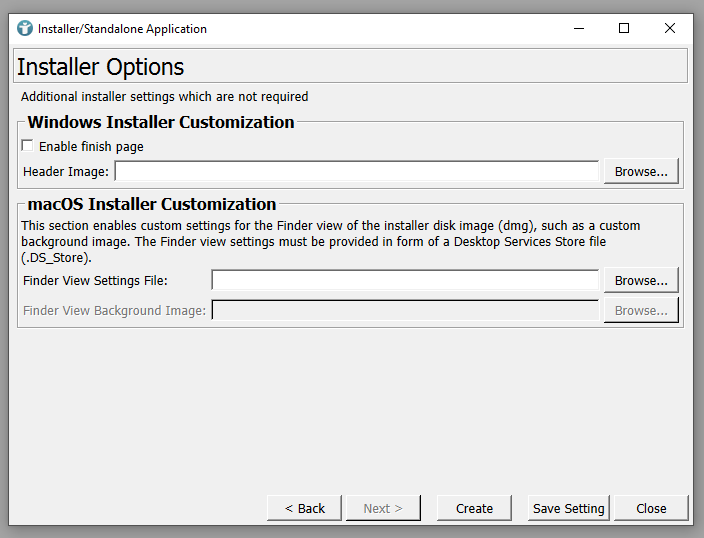 Installer/Standalone Application
Installer Options
Additional installer settings which are not required
Windows Installer Customization
Enable finish page
Header Image: Browse...
macOS Installer Customization
This section enables custom settings for the Finder view of the installer disk image (dmg), such as a custom
background image. The Finder view settings must be provided in form of a Desktop Services Store file
(.DS_Store).
Finder View Settings File: Browse...
Finder View Background Image: Browse...
< Back Next > Create Save Setting Close